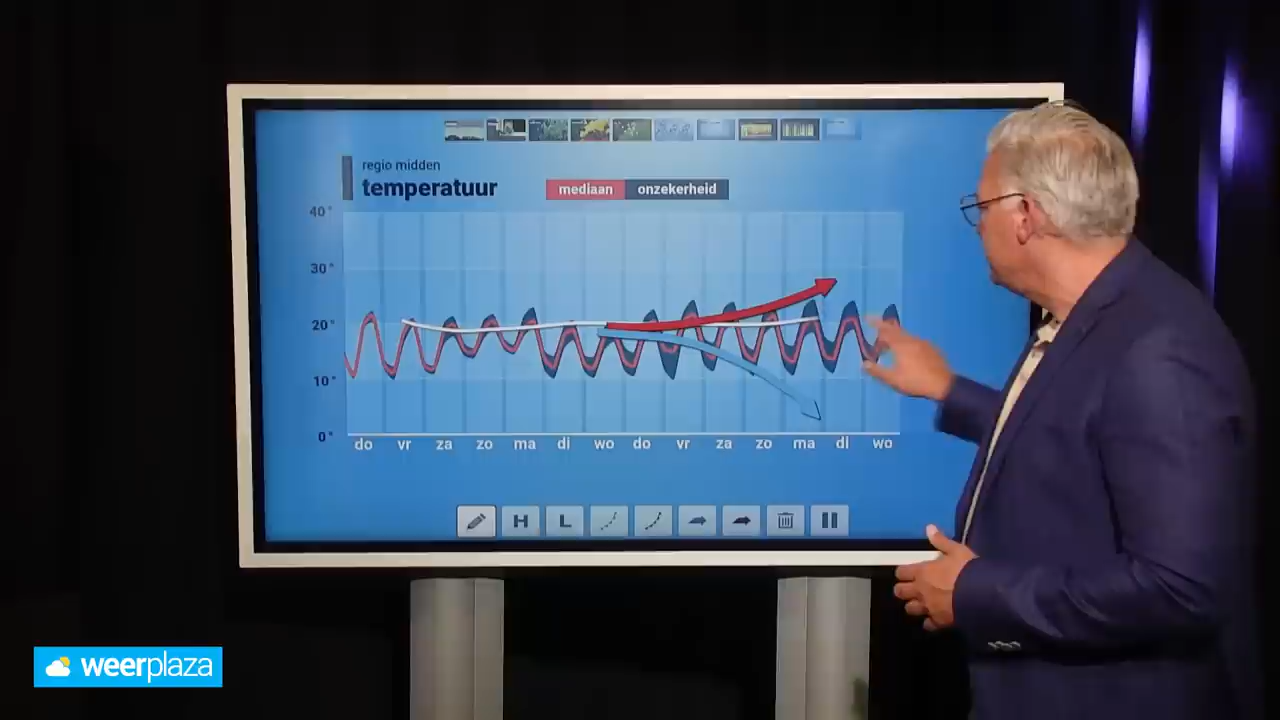 regio midden
temperatuur
mediaan onzekerheid
40°
30°
20°
10°
0°
do vr za zo ma di wo do vr za zo ma di wo
H L
weerplaza